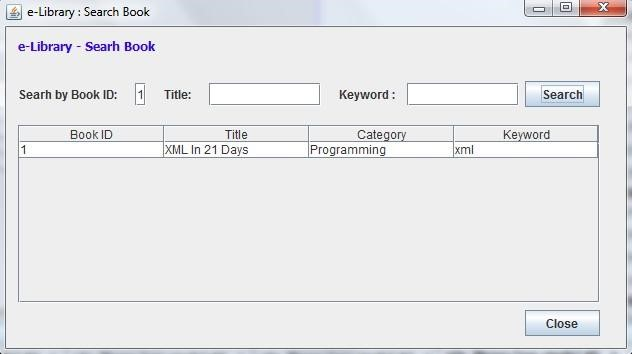 e-Library : Search Book
e-Library - Searh Book
Searh by Book ID: 1 Title: Keyword : Search
Book ID Title Category Keyword
1 XML In 21 Days Programming xml
Close